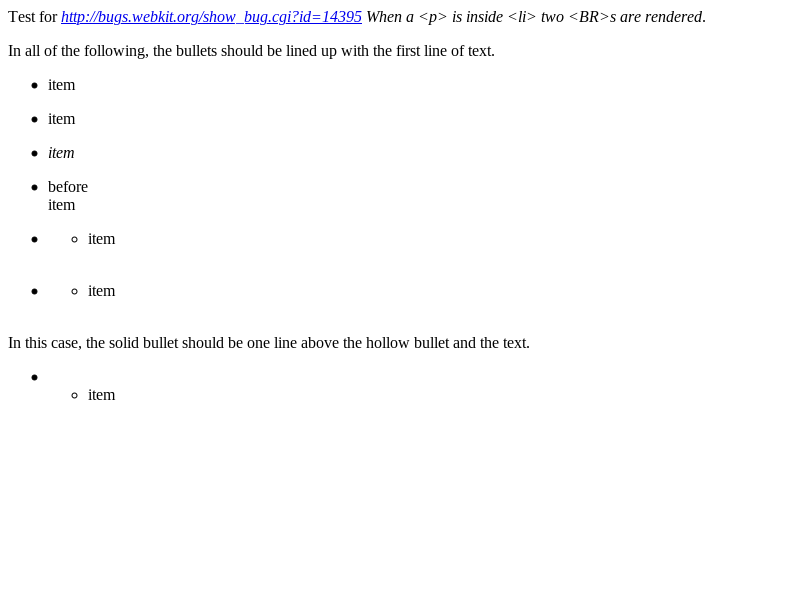 Test for http://bugs.webkit.org/show_bug.cgi?id=14395 When a <p> is inside <li> two <BR>s are rendered.
In all of the following, the bullets should be lined up with the first line of text.
item
item
item
before
item
item
item
In this case, the solid bullet should be one line above the hollow bullet and the text.
item